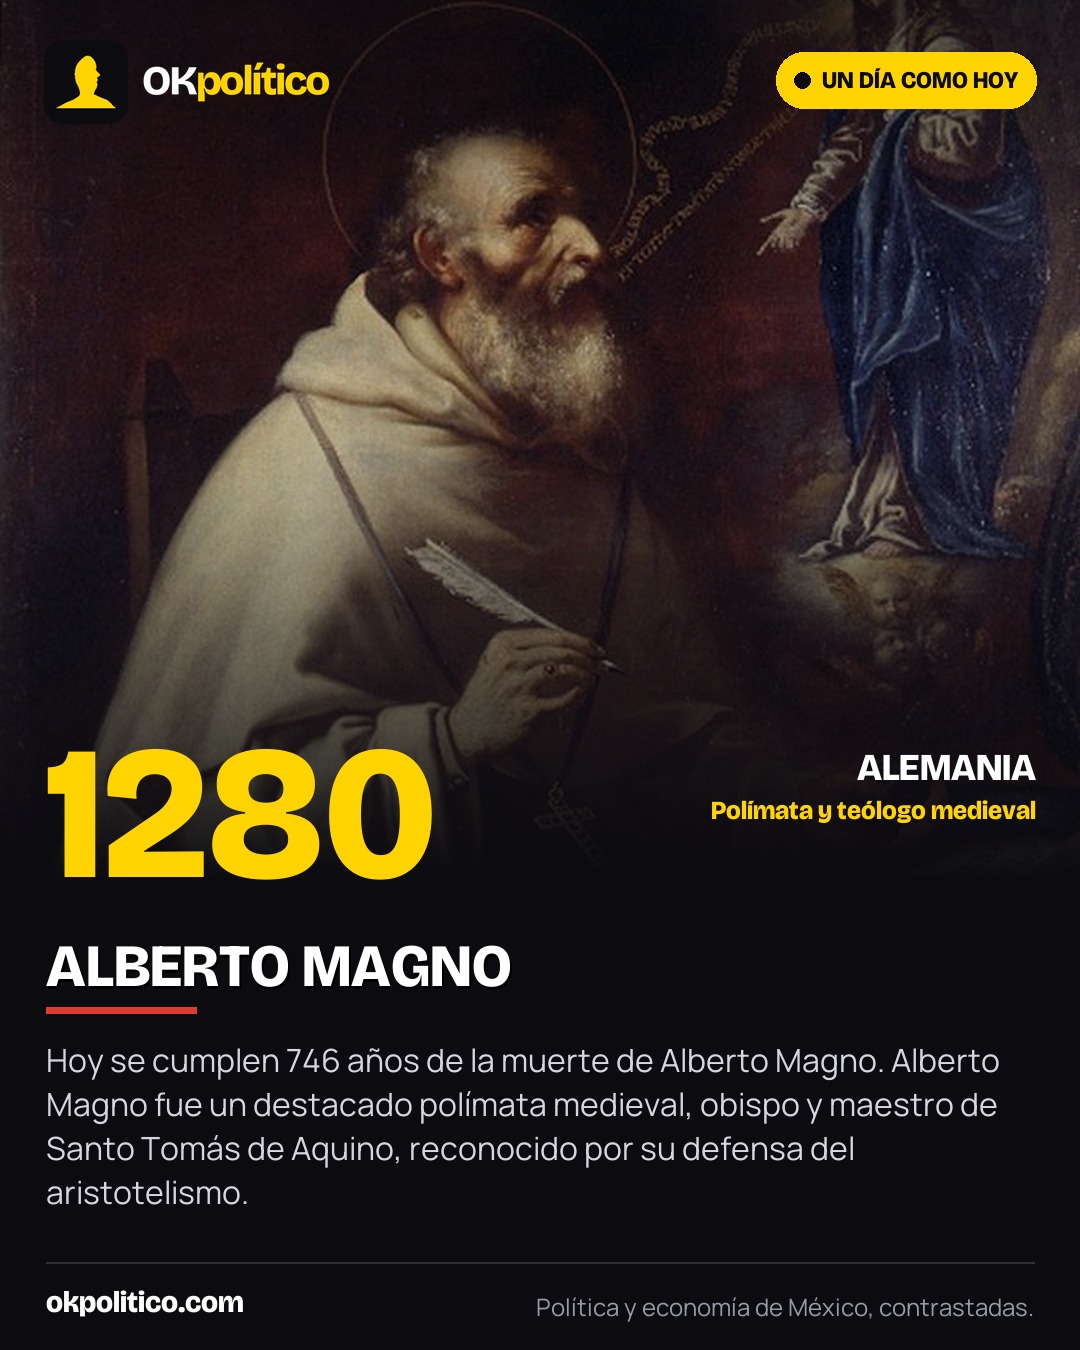 OKpolítico
UN DÍA COMO HOY
1280
ALEMANIA
Polímata y teólogo medieval
ALBERTO MAGNO
Hoy se cumplen 746 años de la muerte de Alberto Magno. Alberto
Magno fue un destacado polímata medieval, obispo y maestro de
Santo Tomás de Aquino, reconocido por su defensa del
aristotelismo.
okpolitico.com
Política y economía de México, contrastadas.